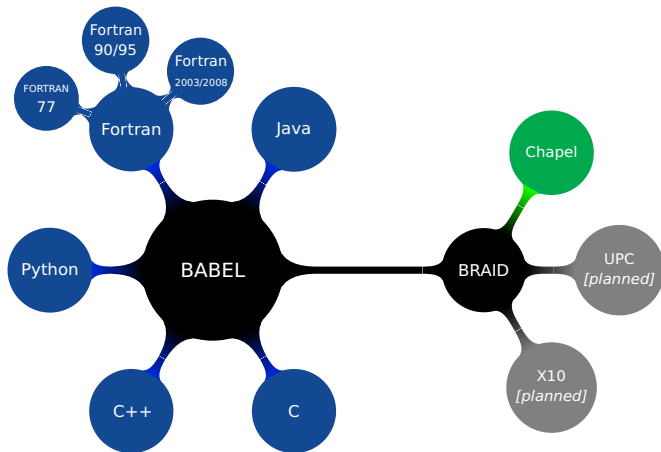 Fortran
90/95
Fortran
2003/2008
FORTRAN
77
Fortran
Java
Chapel
Python
BABEL
BRAID
UPC
[planned]
X10
[planned]
C++
C